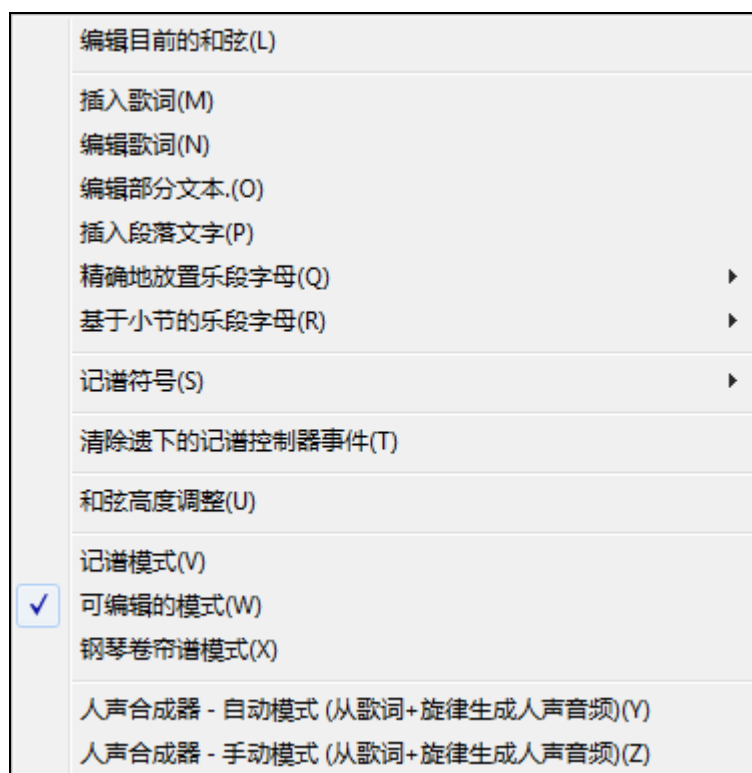 编辑目前的和弦(L)
插入歌词(M)
编辑歌词(N)
编辑部分文本.(O)
插入段落文字(P)
精确地放置乐段字母(Q)
基于小节的乐段字母(R)
记谱符号(S)
清除遗下的记谱控制器事件(T)
和弦高度调整(U)
记谱模式(V)
可编辑的模式(W)
钢琴卷帘谱模式(X)
人声合成器 - 自动模式 (从歌词+旋律生成人声音频)(Y)
人声合成器 - 手动模式 (从歌词+旋律生成人声音频)(Z)